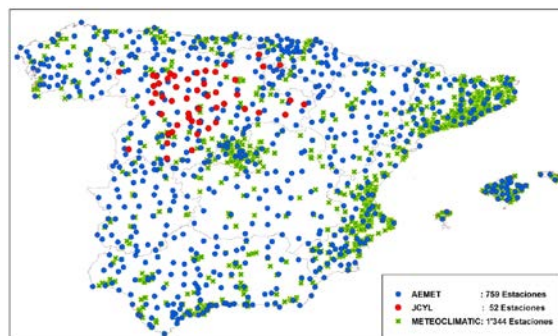 AEMET : 759 Estaciones
JCYL : 52 Estaciones
METEOCLIMATIC : 1'344 Estaciones